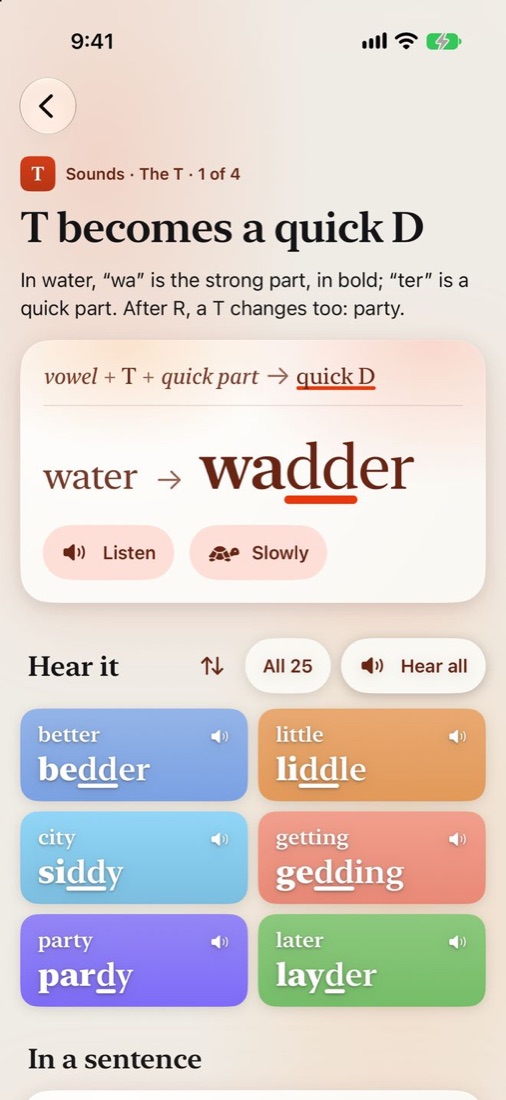 9:41
T
Sounds · The T · 1 of 4
T becomes a quick D
In water, “wa” is the strong part, in bold; “ter” is a
quick part. After R, a T changes too: party.
vowel + T + quick part → quick D
water → wadder
Listen
Slowly
Hear it
All 25
Hear all
better
bedder
little
liddle
city
siddy
getting
gedding
party
pardy
later
layder
In a sentence